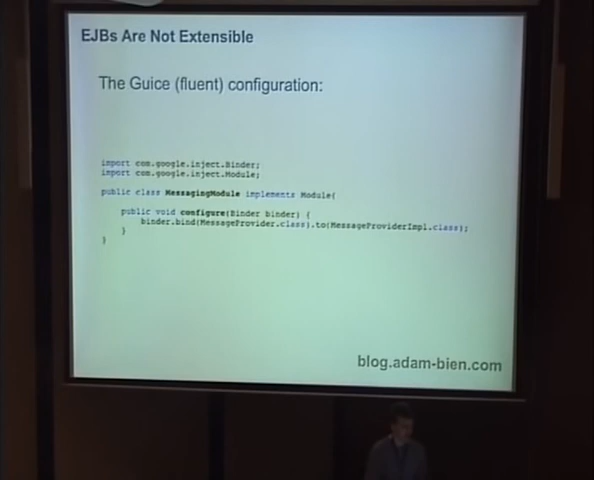 EJBs Are Not Extensible
The Guice (fluent) configuration:
import com.google.inject.Binder;
import com.google.inject.Module;
public class MessagingModule implements Module{
public void configure(Binder binder) {
binder.bind(MessageProvider.class).to(MessageProviderImpl.class);
}
}
blog.adam-bien.com